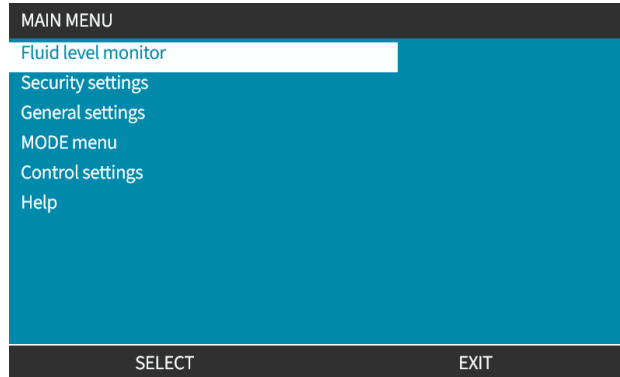 MAIN MENU
Fluid level monitor
Security settings
General settings
MODE menu
Control settings
Help
SELECT EXIT